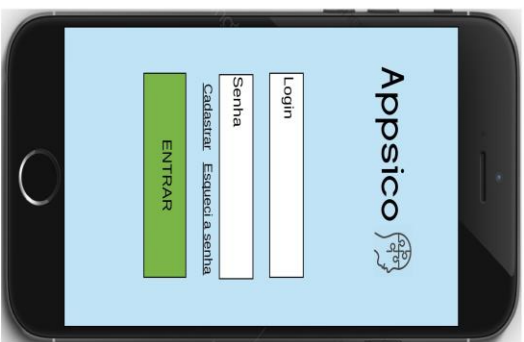 Appsico
Login
Senha
Cadastrar Esqueci a senha
ENTRAR